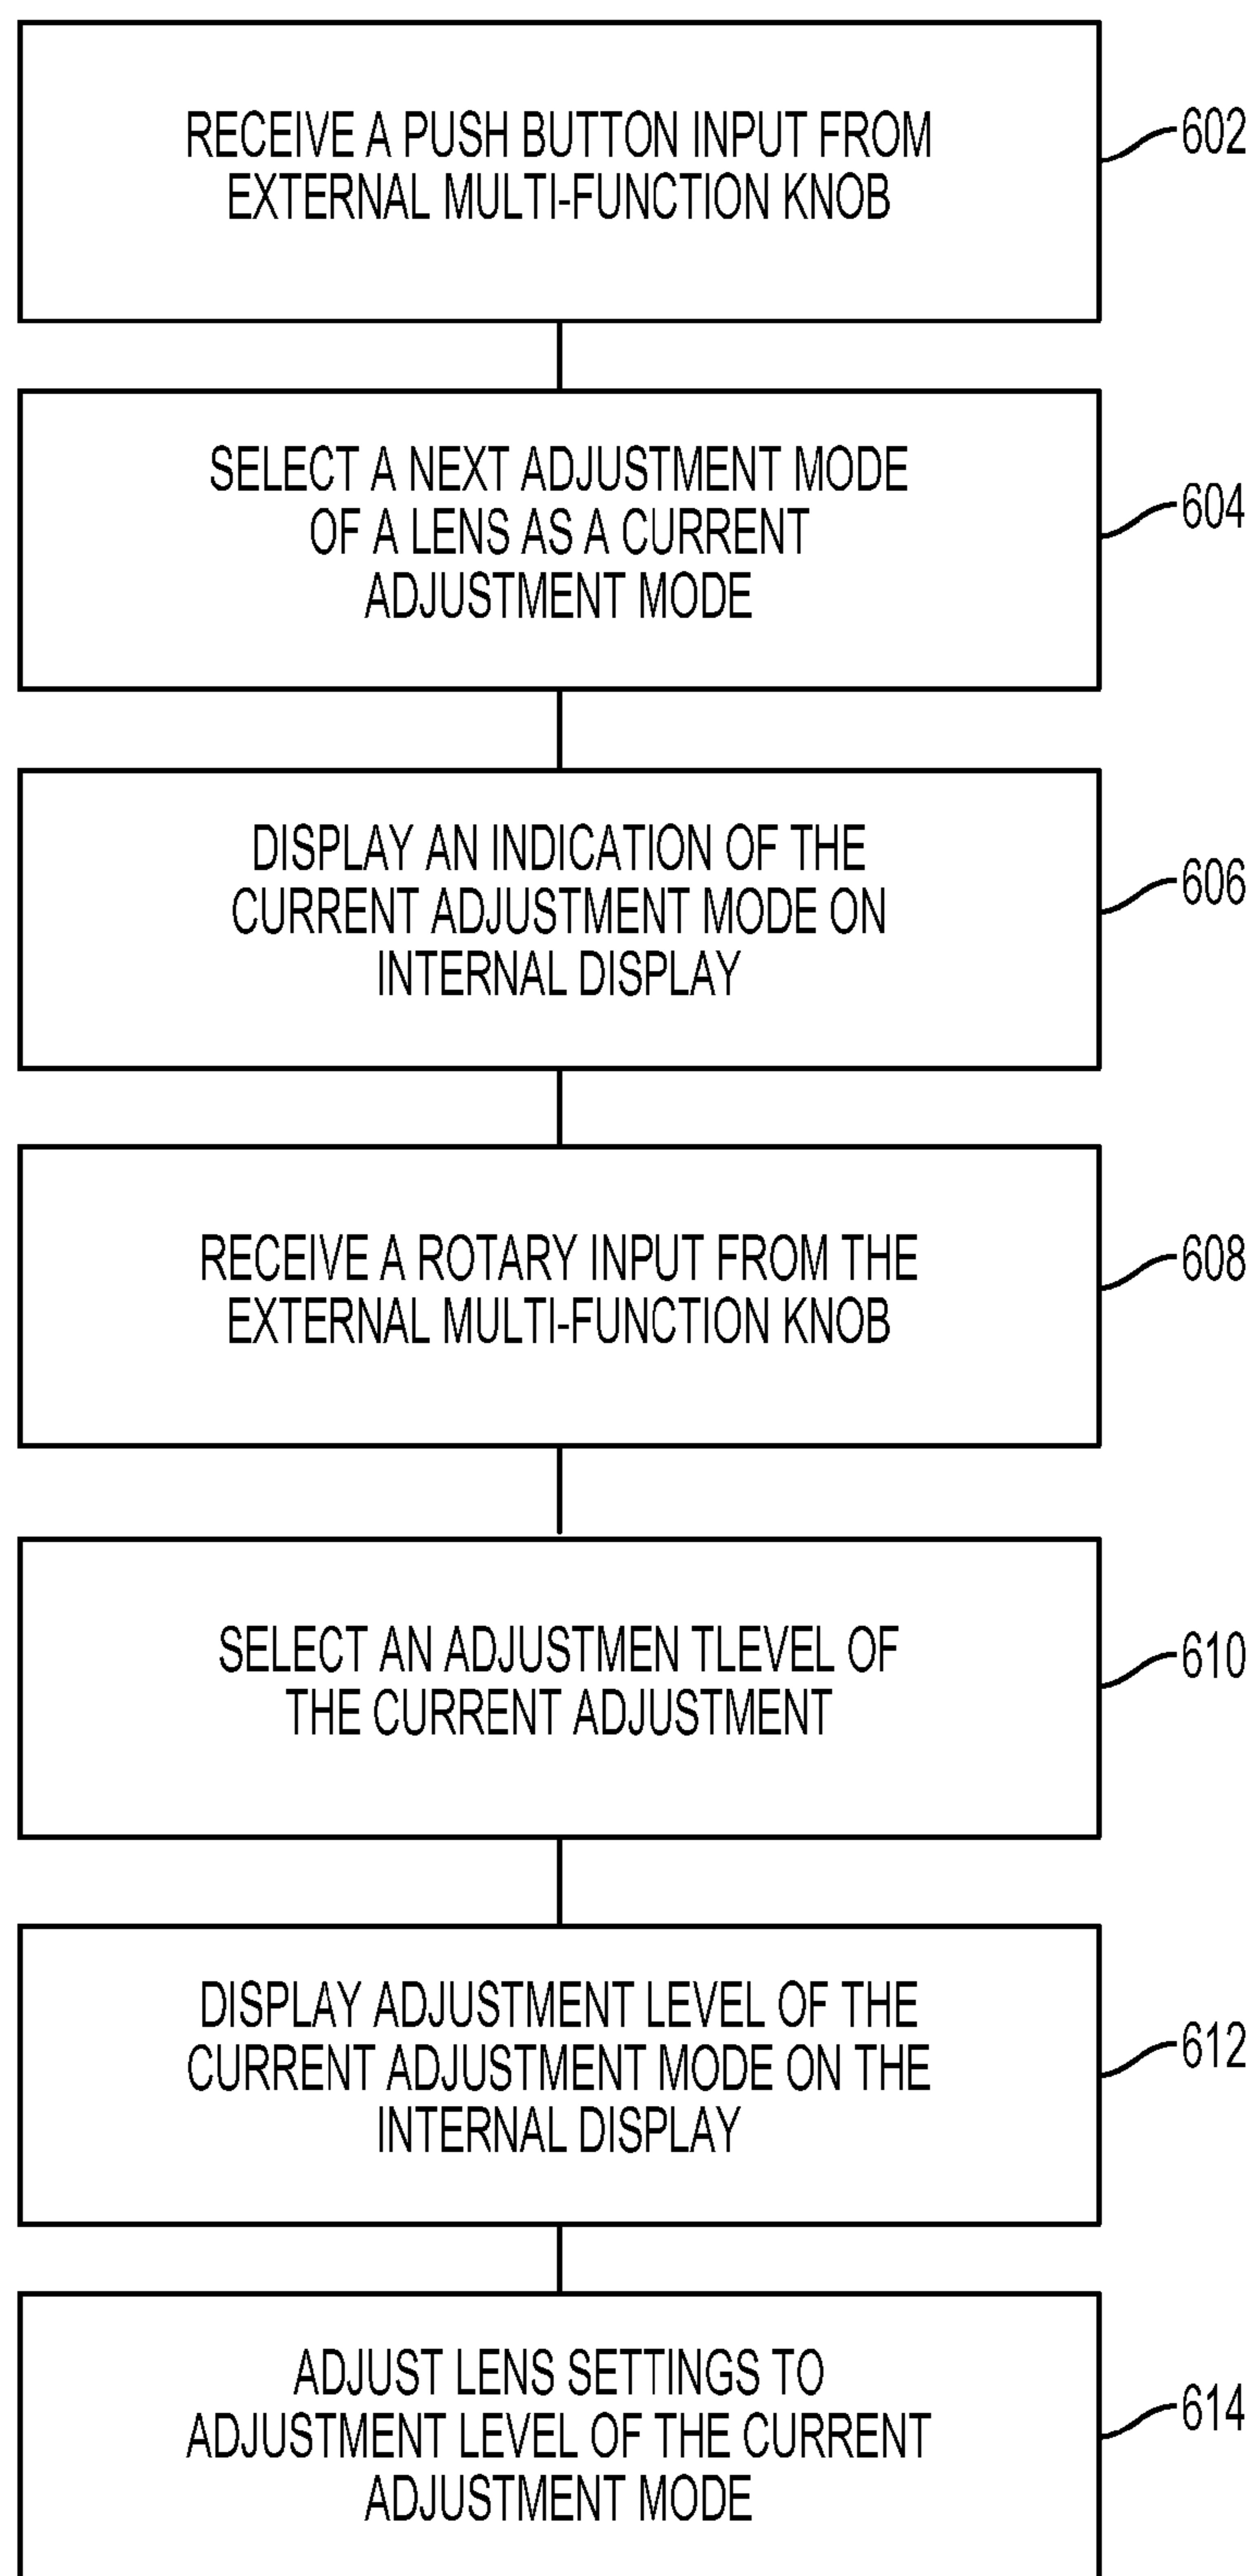 RECEIVE A PUSH BUTTON INPUT FROM
EXTERNAL MULTI-FUNCTION KNOB
602
SELECT A NEXT ADJUSTMENT MODE
OF A LENS AS A CURRENT
ADJUSTMENT MODE
604
DISPLAY AN INDICATION OF THE
CURRENT ADJUSTMENT MODE ON
INTERNAL DISPLAY
606
RECEIVE A ROTARY INPUT FROM THE
EXTERNAL MULTI-FUNCTION KNOB
608
SELECT AN ADJUSTMEN TLEVEL OF
THE CURRENT ADJUSTMENT
610
DISPLAY ADJUSTMENT LEVEL OF THE
CURRENT ADJUSTMENT MODE ON THE
INTERNAL DISPLAY
612
ADJUST LENS SETTINGS TO
ADJUSTMENT LEVEL OF THE CURRENT
ADJUSTMENT MODE
614